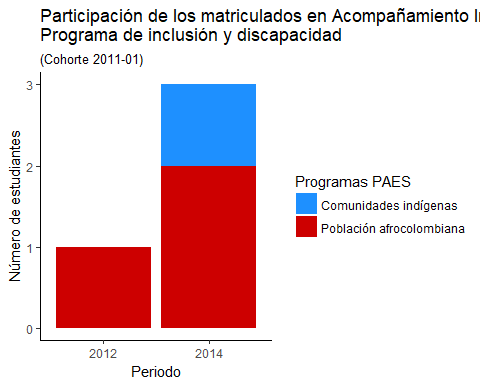 Participación de los matriculados en Acompañamiento
Programa de inclusión y discapacidad
(Cohorte 2011-01)
Número de estudiantes
3
2
1
0
2012
2014
Periodo
Programas PAES
Comunidades indígenas
Población afrocolombiana